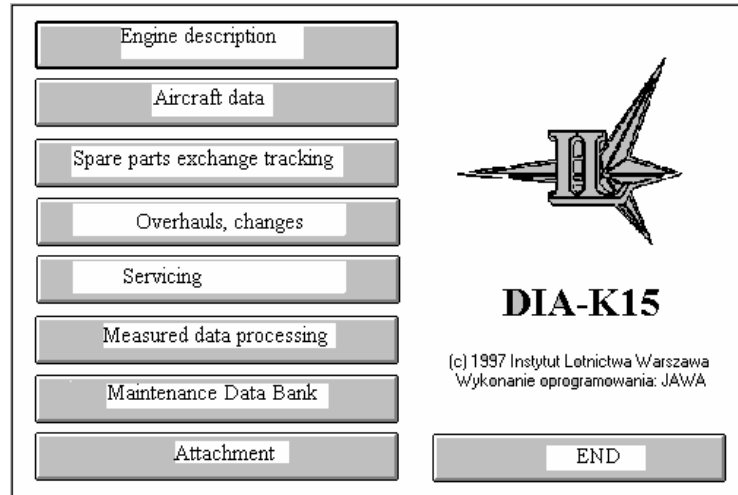 Engine description
Aircraft data
Spare parts exchange tracking
Overhauls, changes
Servicing
Measured data processing
Maintenance Data Bank
Attachment
DIA-K15
(c) 1997 Instytut Lotnictwa Warszawa
Wykonanie oprogramowania: JAWA
END